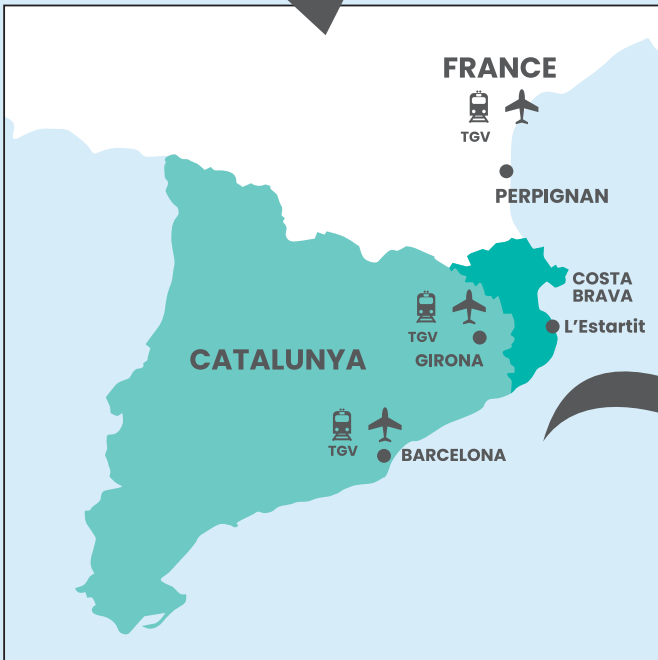 FRANCE
TGV
PERPIGNAN
COSTA
BRAVA
L'Estartit
TGV
GIRONA
CATALUNYA
TGV
BARCELONA